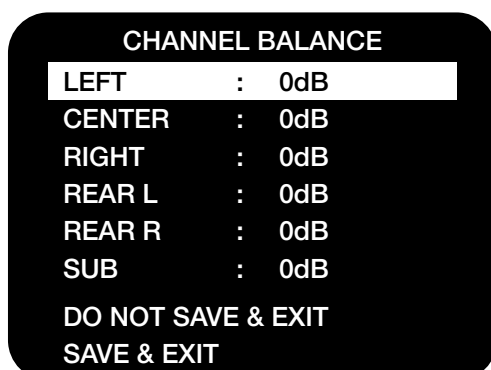 CHANNEL BALANCE
LEFT : 0dB
CENTER : 0dB
RIGHT : 0dB
REAR L : 0dB
REAR R : 0dB
SUB : 0dB
DO NOT SAVE & EXIT
SAVE & EXIT